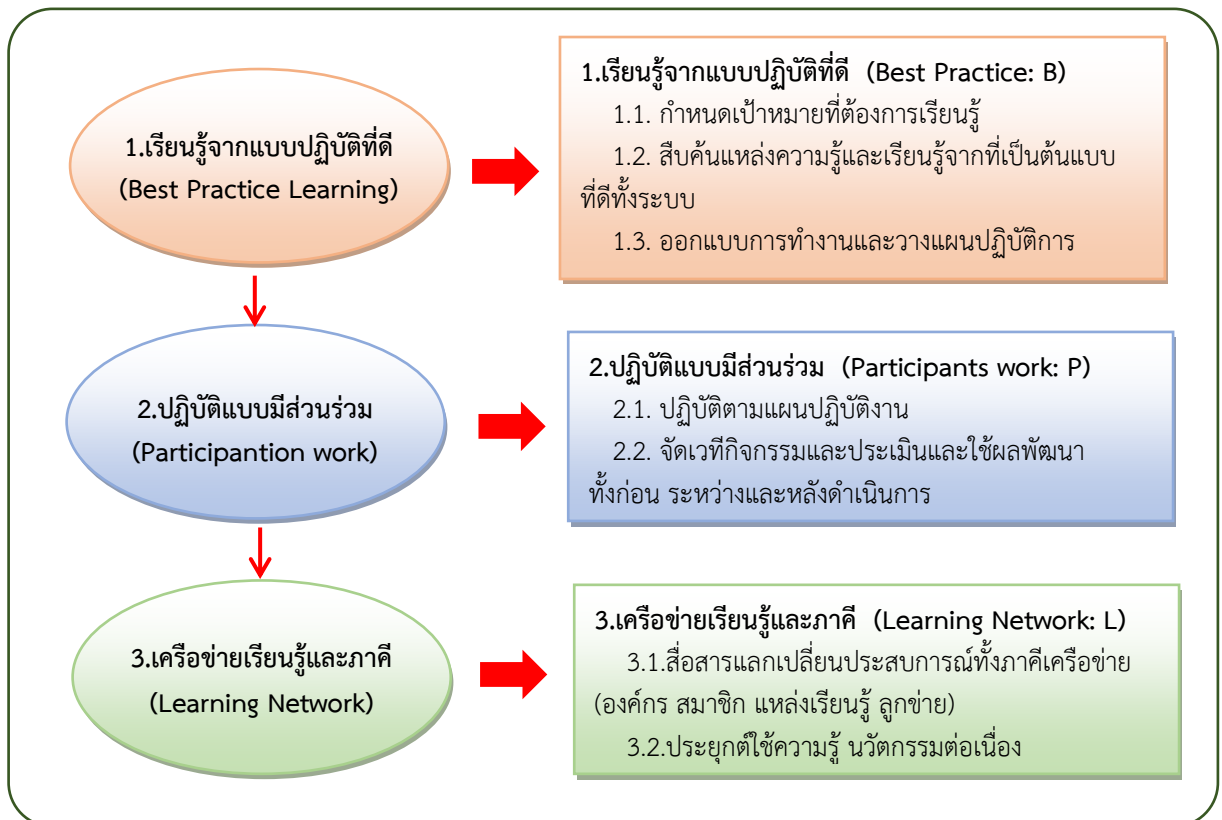 1.เรียนรู้จากแบบปฏิบัติที่ดี
(Best Practice Learning)
1.เรียนรู้จากแบบปฏิบัติที่ดี (Best Practice: B)
1.1. กำหนดเป้าหมายที่ต้องการเรียนรู้
1.2. สืบค้นแหล่งความรู้และเรียนรู้จากที่เป็นต้นแบบ
ที่ดีทั้งระบบ
1.3. ออกแบบการทำงานและวางแผนปฏิบัติการ
2.ปฏิบัติแบบมีส่วนร่วม
(Participantion work)
2.ปฏิบัติแบบมีส่วนร่วม (Participants work: P)
2.1. ปฏิบัติตามแผนปฏิบัติงาน
2.2. จัดเวทีกิจกรรมและประเมินและใช้ผลพัฒนา
ทั้งก่อน ระหว่างและหลังดำเนินการ
3.เครือข่ายเรียนรู้และภาคี
(Learning Network)
3.เครือข่ายเรียนรู้และภาคี (Learning Network: L)
3.1.สื่อสารแลกเปลี่ยนประสบการณ์ทั้งภาคีเครือข่าย
(องค์กร สมาชิก แหล่งเรียนรู้ ลูกข่าย)
3.2.ประยุกต์ใช้ความรู้ นวัตกรรมต่อเนื่อง